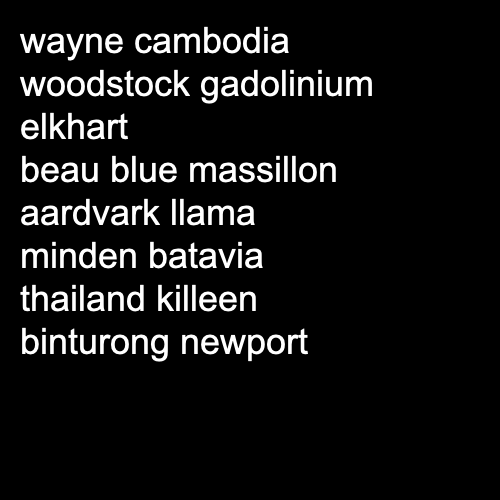 wayne cambodia
woodstock gadolinium
elkhart
beau blue massillon
aardvark llama
minden batavia
thailand killeen
binturong newport